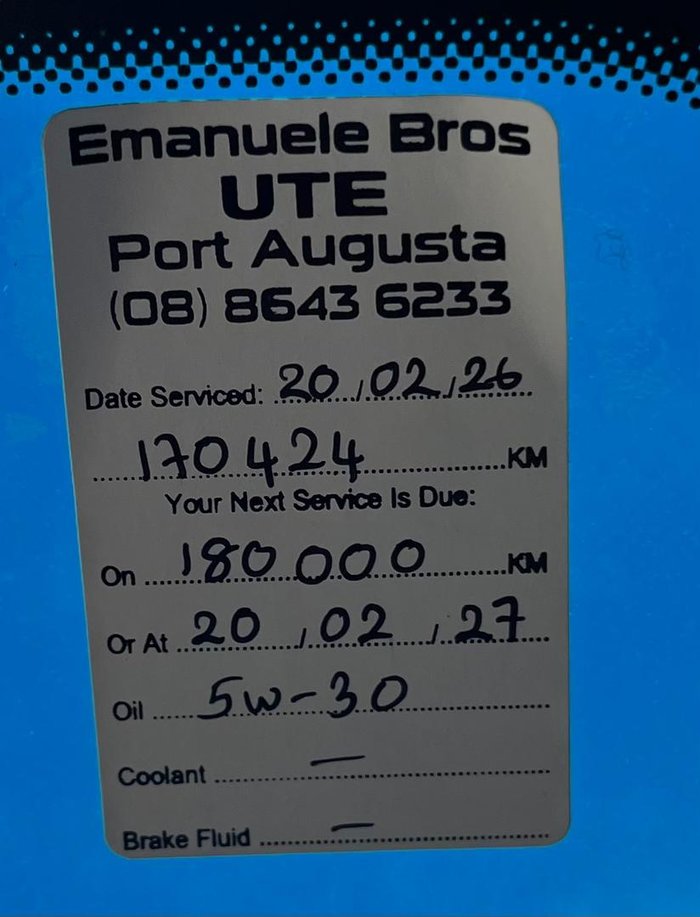 Emanuele Bros
UTE
Port Augusta
(08) 8643 6233
Date Serviced: 20/02/26
170424 KM
Your Next Service Is Due:
On 180000 KM
Or At 20/02/27
Oil 5W-30
Coolant —
Brake Fluid —